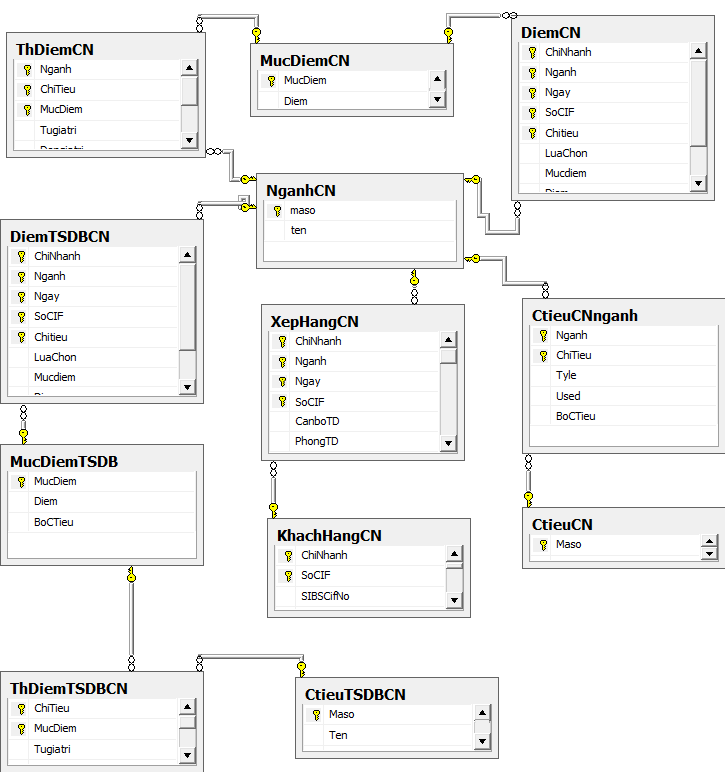 ThDiemCN
Nganh
ChiTieu
MucDiem
Tugiatri
MucDiemCN
MucDiem
Diem
DiemCN
ChiNhanh
Nganh
Ngay
SoCIF
Chitieu
LuaChon
Mucdiem
NganhCN
maso
ten
DiemTSDBCN
ChiNhanh
Nganh
Ngay
SoCIF
Chitieu
LuaChon
Mucdiem
XepHangCN
ChiNhanh
Nganh
Ngay
SoCIF
CanboTD
PhongTD
CtieuCNnganh
Nganh
ChiTieu
Tyle
Used
BoCTieu
MucDiemTSDB
MucDiem
Diem
BoCTieu
KhachHangCN
ChiNhanh
SoCIF
SIBSCifNo
CtieuCN
Maso
ThDiemTSDBCN
ChiTieu
MucDiem
Tugiatri
CtieuTSDBCN
Maso
Ten